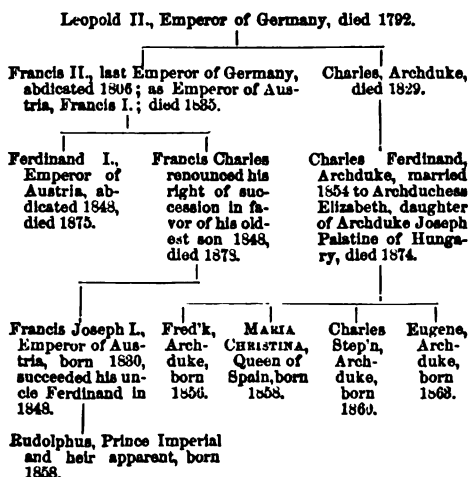 Leopold II., Emperor of Germany, died 1792.
Francis II., last Emperor of Germany,
abdicated 1806; as Emperor of Aus-
tria, Francis I.; died 1835.
Charles, Archduke,
died 1829.
Ferdinand I.,
Emperor of
Austria, ab-
dicated 1848,
died 1875.
Francis Charles
renounced his
right of suc-
cession in fa-
vor of his old-
est son 1848,
died 1878.
Charles Ferdinand,
Archduke, married
1854 to Archduchess
Elizabeth, daughter
of Archduke Joseph
Palatine of Hunga-
ry, died 1874.
Francis Joseph I.,
Emperor of Aus-
tria, born 1830,
succeeded his un-
cle Ferdinand in
1848.
Fred'k,
Arch-
duke,
born
1856.
MARIA
CHRISTINA,
Queen of
Spain, born
1858.
Charles
Step'n,
Arch-
duke,
born
1860.
Eugene,
Arch-
duke,
born
1863.
Rudolphus, Prince Imperial
and heir apparent, born
1858.